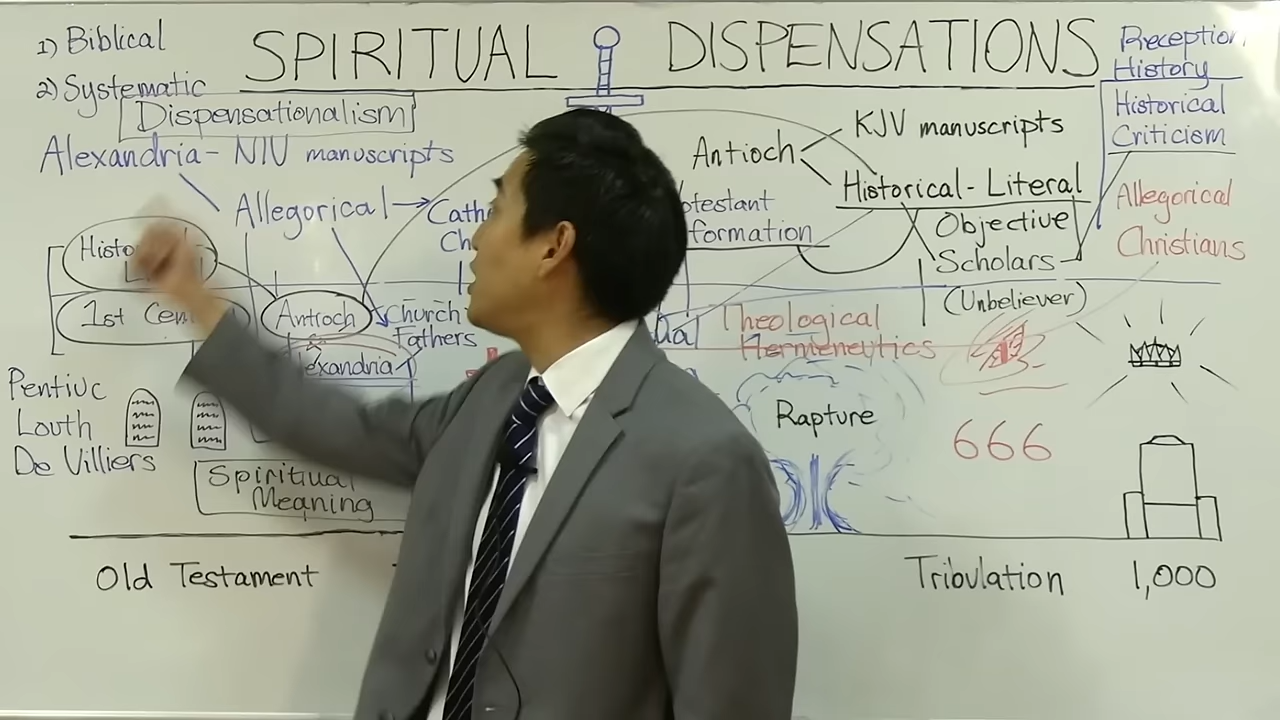 1) Biblical
2) Systematic
Dispensationalism
SPIRITUAL DISPENSATIONS
Reception
History
Historical
Criticism
Allegorical
Christians
Alexandria - NIV manuscripts
Allegorical
Antioch
KJV manuscripts
Historical - Literal
Objective
Scholars
(Unbeliever)
1st
Antioch
Church
Fathers
Theological
Hermeneutics
Pentiuc
Louth
De Villiers
Spiritual
Meaning
Rapture
666
Old Testament
Tribulation
1,000